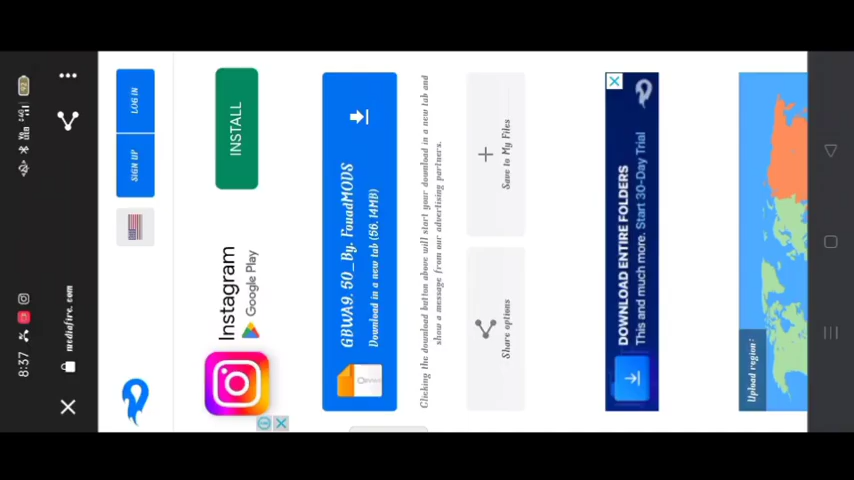 8:37
92
mediafire.com
LOG IN
SIGN UP
Instagram
Google Play
INSTALL
GBWA9.50_By.FouadMODS
Download in a new tab (56.14MB)
Clicking the download button above will start your download in a new tab and
show a message from our advertising partners.
Share options
Save to My Files
DOWNLOAD ENTIRE FOLDERS
This and much more. Start 30-Day Trial
Upload region: